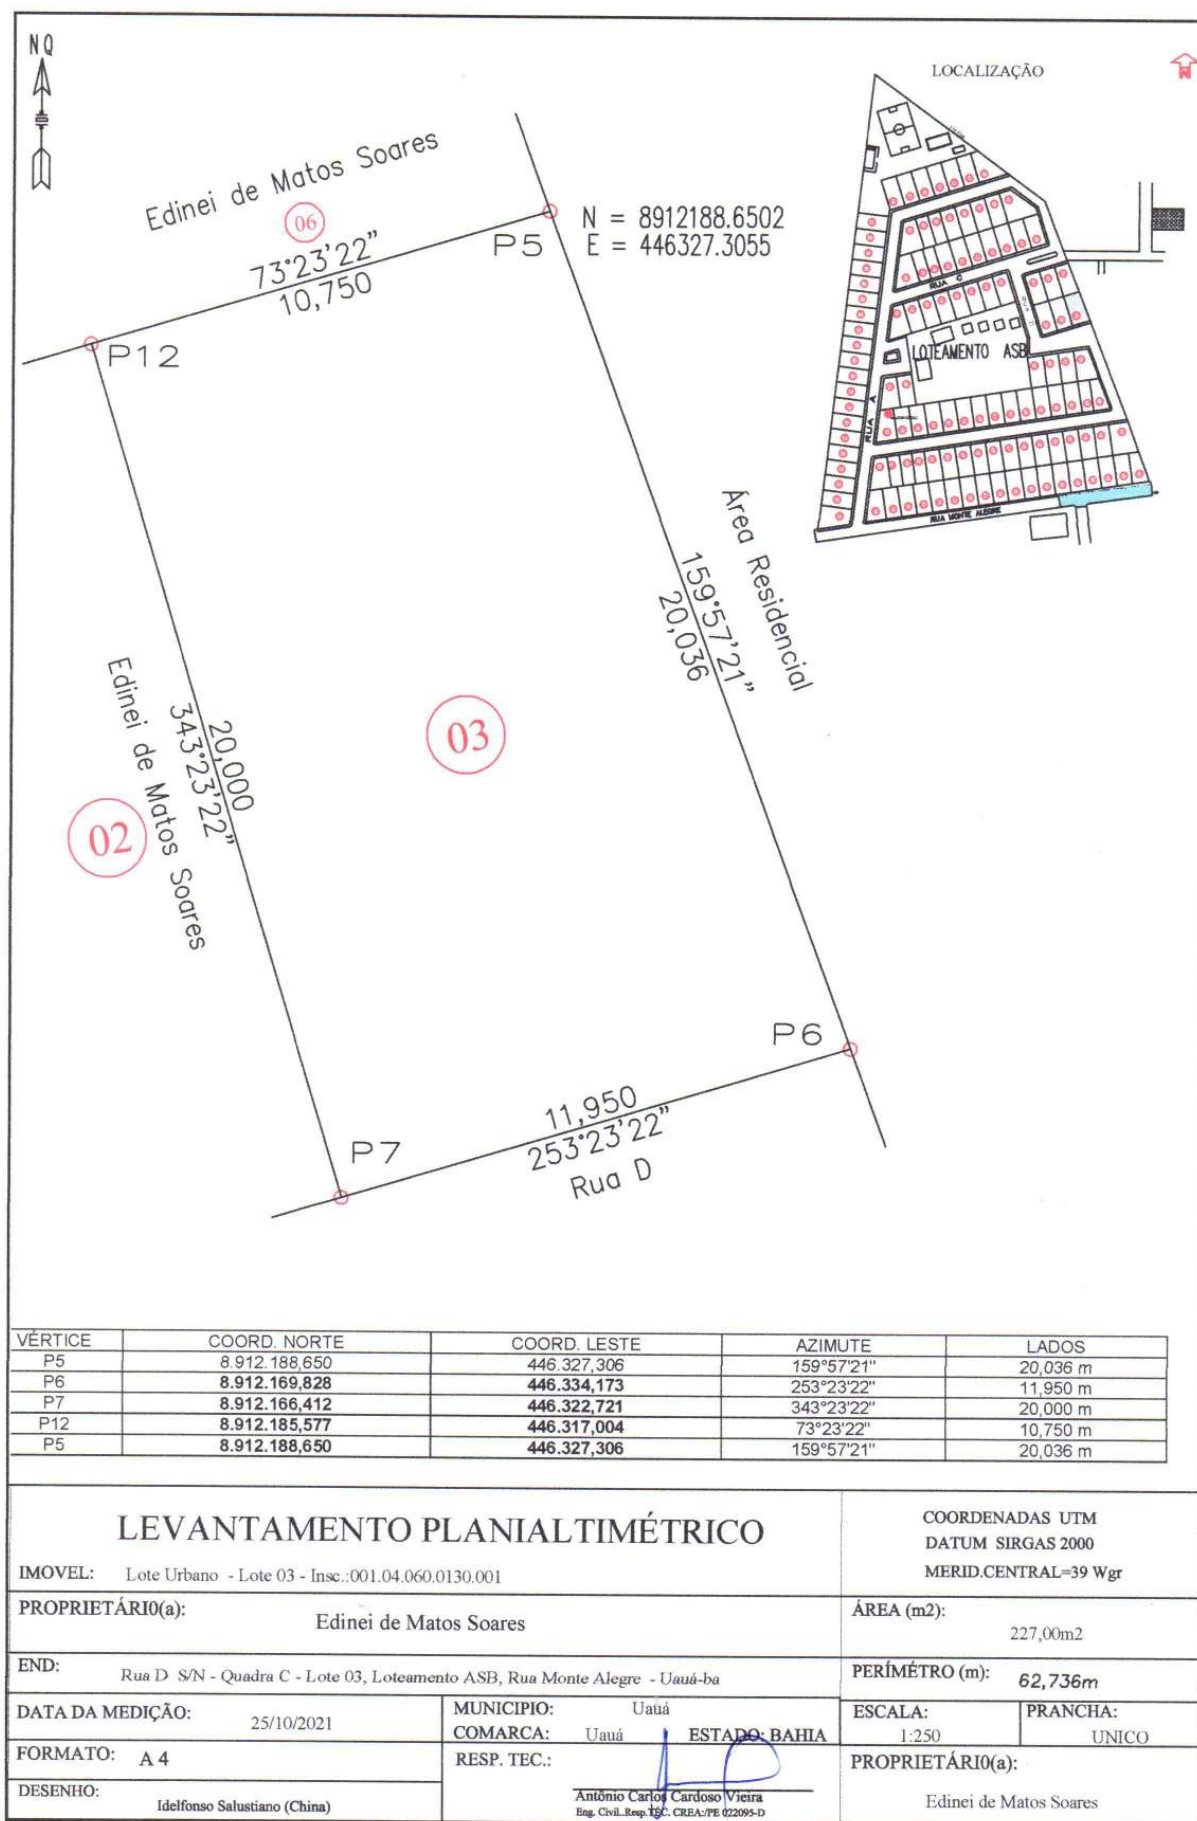 NQ
LOCALIZAÇÃO
N
Edinei de Matos Soares
06
73°23'22"
10,750
P5
N = 8912188.6502
E = 446327.3055
P12
RUA C
LOTEAMENTO ASB
RUA A
RUA MONTE ALEGRE
Área Residencial
159°57'21"
20,036
Edinei de Matos Soares
20,000
343°23'22"
03
02
P6
11,950
253°23'22"
Rua D
P7
VÉRTICE COORD. NORTE COORD. LESTE AZIMUTE LADOS
P5 8.912.188,650 446.327,306 159°57'21" 20,036 m
P6 8.912.169,828 446.334,173 253°23'22" 11,950 m
P7 8.912.166,412 446.322,721 343°23'22" 20,000 m
P12 8.912.185,577 446.317,004 73°23'22" 10,750 m
P5 8.912.188,650 446.327,306 159°57'21" 20,036 m
LEVANTAMENTO PLANIALTIMÉTRICO
COORDENADAS UTM
DATUM SIRGAS 2000
MERID.CENTRAL=39 Wgr
IMOVEL: Lote Urbano - Lote 03 - Insc.:001.04.060.0130.001
PROPRIETÁRI0(a): Edinei de Matos Soares
ÁREA (m2):
227,00m2
END: Rua D S/N - Quadra C - Lote 03, Loteamento ASB, Rua Monte Alegre - Uauá-ba
PERÍMÉTRO (m): 62,736m
DATA DA MEDIÇÃO: 25/10/2021
MUNICIPIO: Uauá
COMARCA: Uauá ESTADO: BAHIA
ESCALA:
1:250
PRANCHA:
UNICO
FORMATO: A 4
RESP. TEC.:
PROPRIETÁRI0(a):
DESENHO: Idelfonso Salustiano (China)
Antônio Carlos Cardoso Vieira
Eng. Civil..Resp.TÉC. CREA:/PE 022095-D
Edinei de Matos Soares